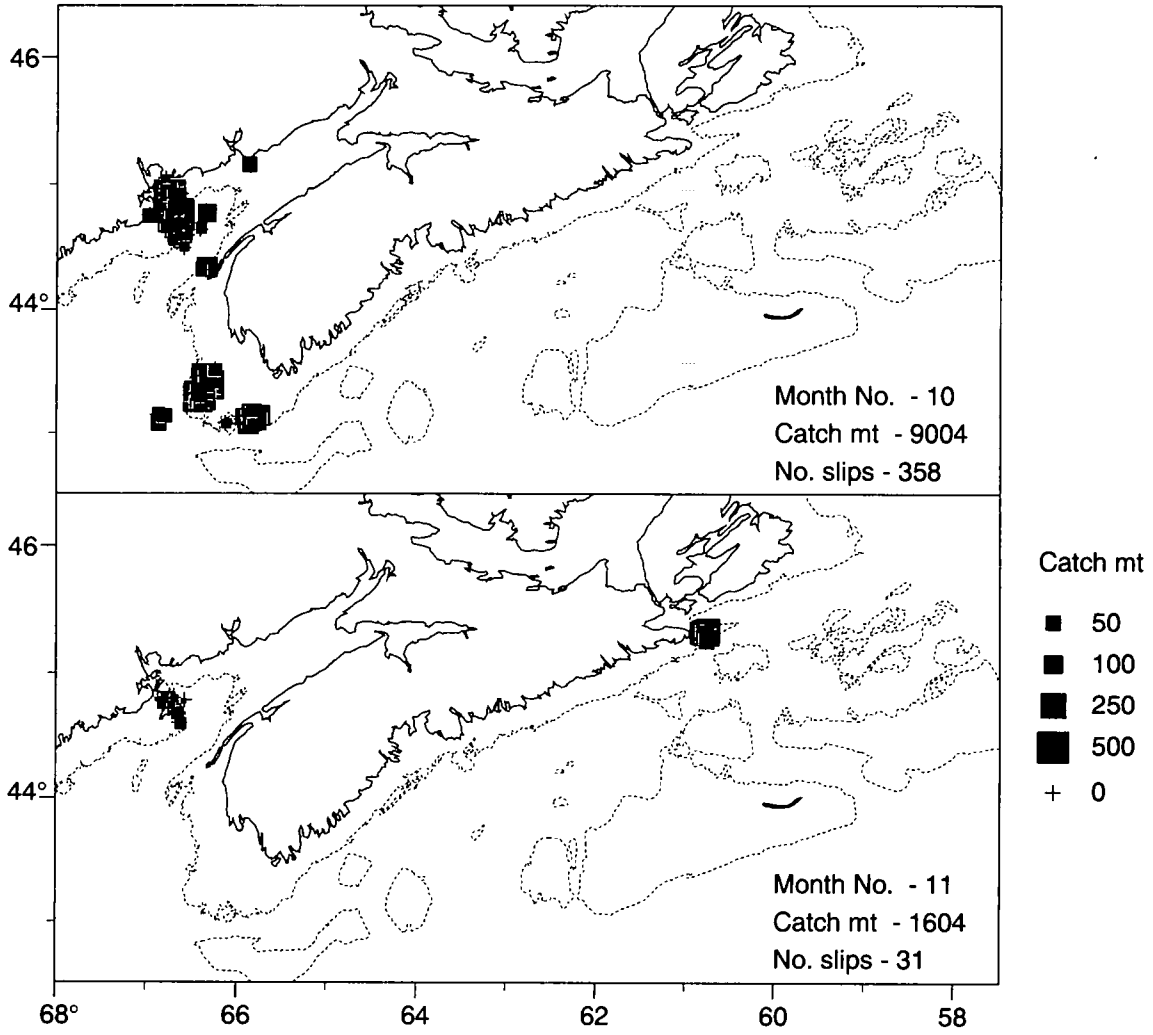 46
44°
Month No. - 10
Catch mt - 9004
No. slips - 358
46
44°
Month No. - 11
Catch mt - 1604
No. slips - 31
68°
66
64
62
60
58
Catch mt
50
100
250
500
0